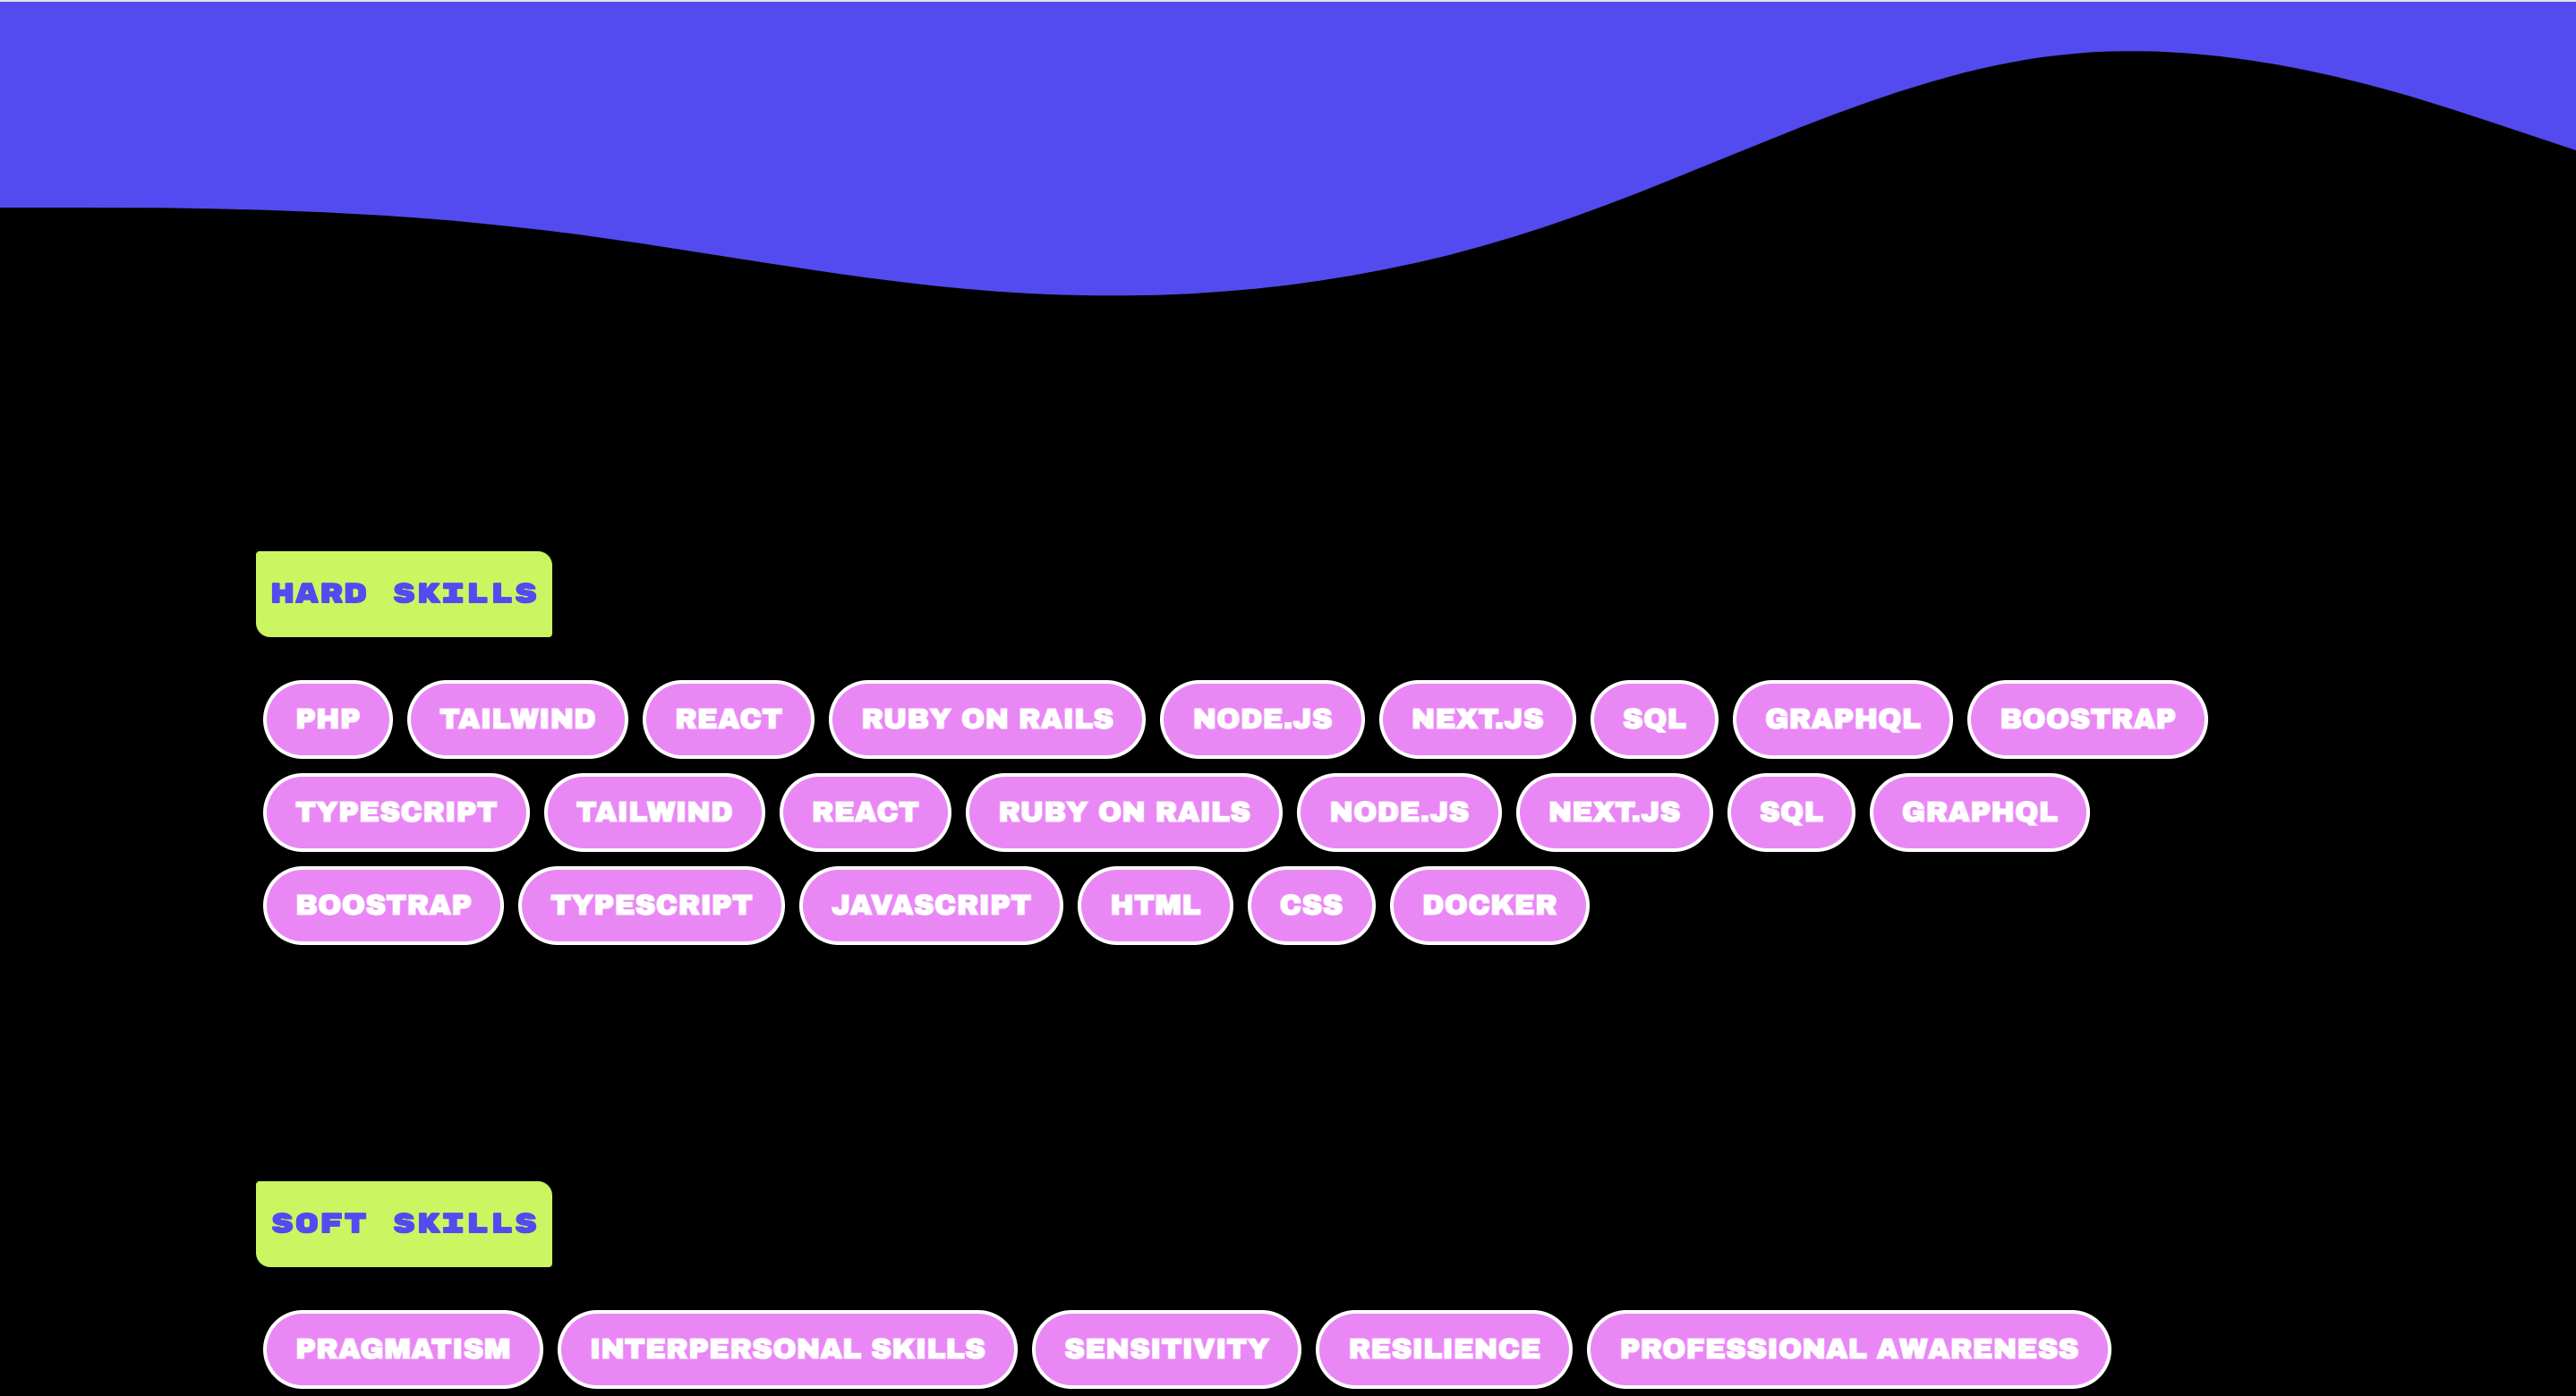 HARD SKILLS
PHP TAILWIND REACT RUBY ON RAILS NODE.JS NEXT.JS SQL GRAPHQL BOOSTRAP
TYPESCRIPT TAILWIND REACT RUBY ON RAILS NODE.JS NEXT.JS SQL GRAPHQL
BOOSTRAP TYPESCRIPT JAVASCRIPT HTML CSS DOCKER
SOFT SKILLS
PRAGMATISM INTERPERSONAL SKILLS SENSITIVITY RESILIENCE PROFESSIONAL AWARENESS